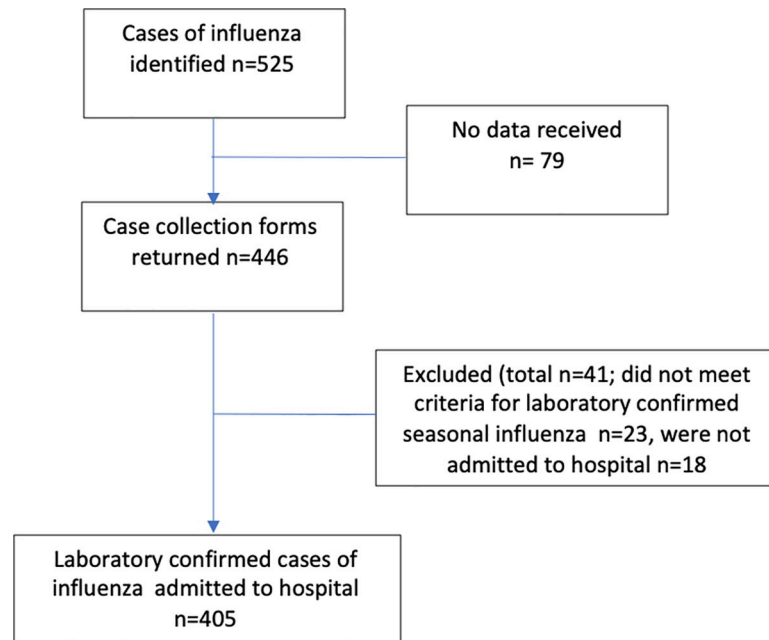 Cases of influenza
identified n=525
No data received
n= 79
Case collection forms
returned n=446
Excluded (total n=41; did not meet
criteria for laboratory confirmed
seasonal influenza  n=23, were not
admitted to hospital n=18
Laboratory confirmed cases of
influenza  admitted to hospital
n=405